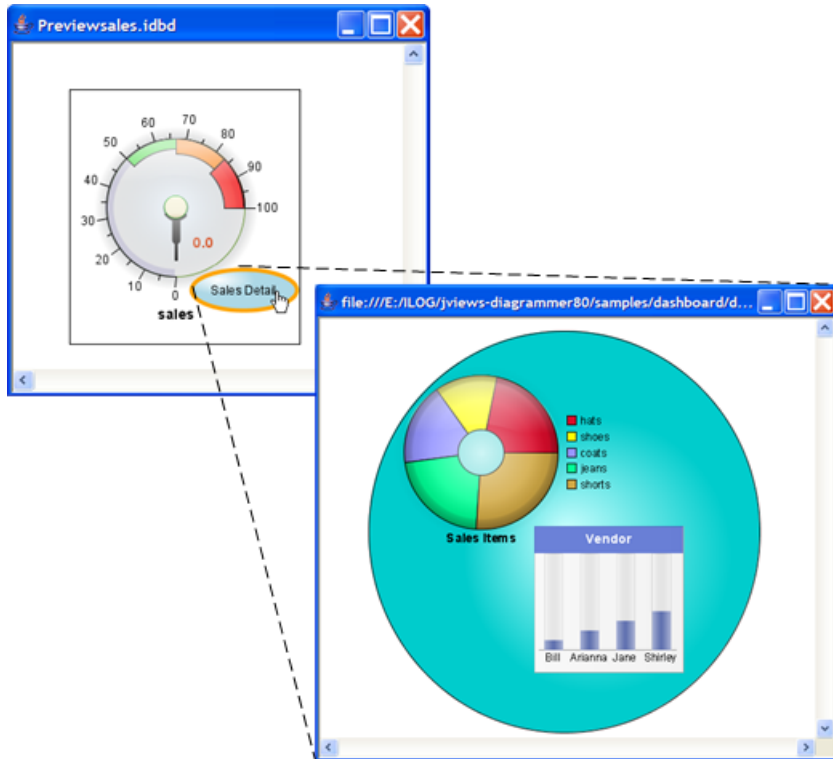 Previewsales.idbd
60
70
50
80
40
90
30
100
0.0
20
10
0
Sales Detail
sales
file:///E:/ILOG/jviews-diagrammer80/samples/dashboard/d...
hats
shoes
coats
jeans
shorts
Sales Items
Vendor
Bill Arianna Jane Shirley